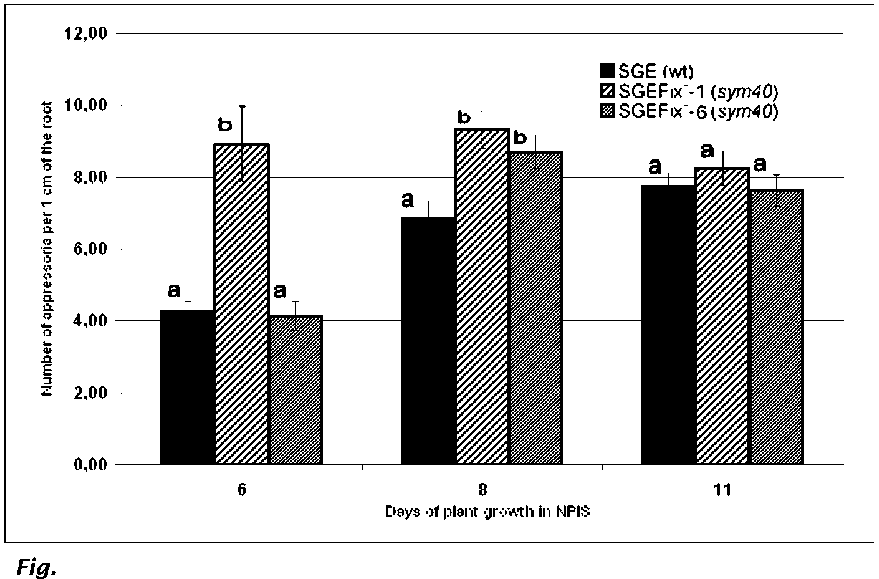 12,00
10,00
8,00
6,00
4,00
2,00
0,00
Number of appressoria per 1 cm of the root
SGE (wt)
SGEFix⁻-1 (sym40)
SGEFix⁻-6 (sym40)
a b a
a b b
a a a
6 8 11
Days of plant growth in NPIS
Fig.